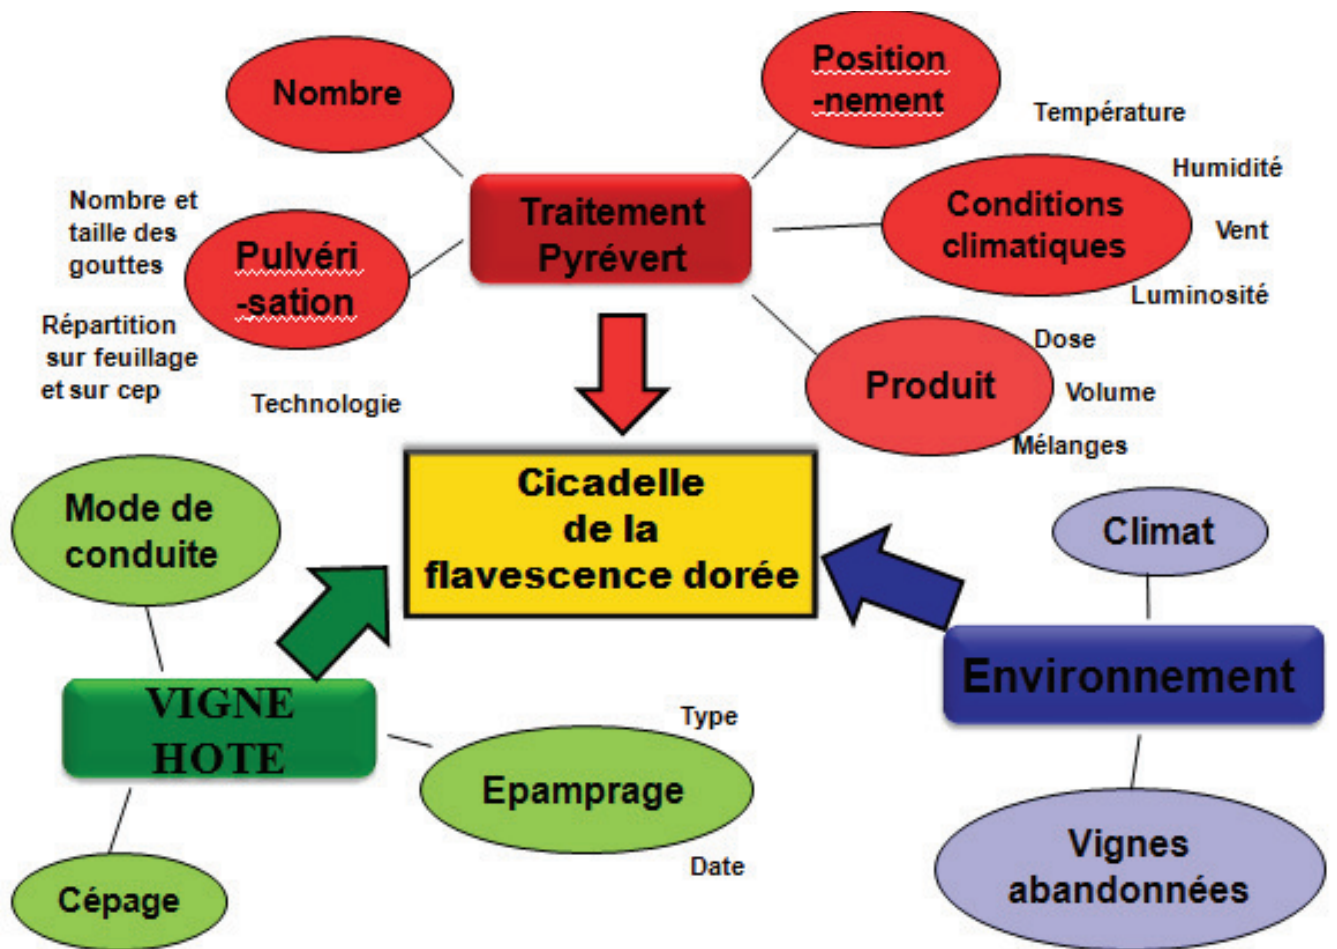 Nombre
Position
-nement
Température
Humidité
Conditions
climatiques
Vent
Luminosité
Traitement
Pyrévert
Nombre et
taille des
gouttes
Pulvéri
-sation
Répartition
sur feuillage
et sur cep
Technologie
Dose
Produit
Volume
Mélanges
Cicadelle
de la
flavescence dorée
Mode de
conduite
Climat
VIGNE
HOTE
Environnement
Type
Epamprage
Date
Cépage
Vignes
abandonnées